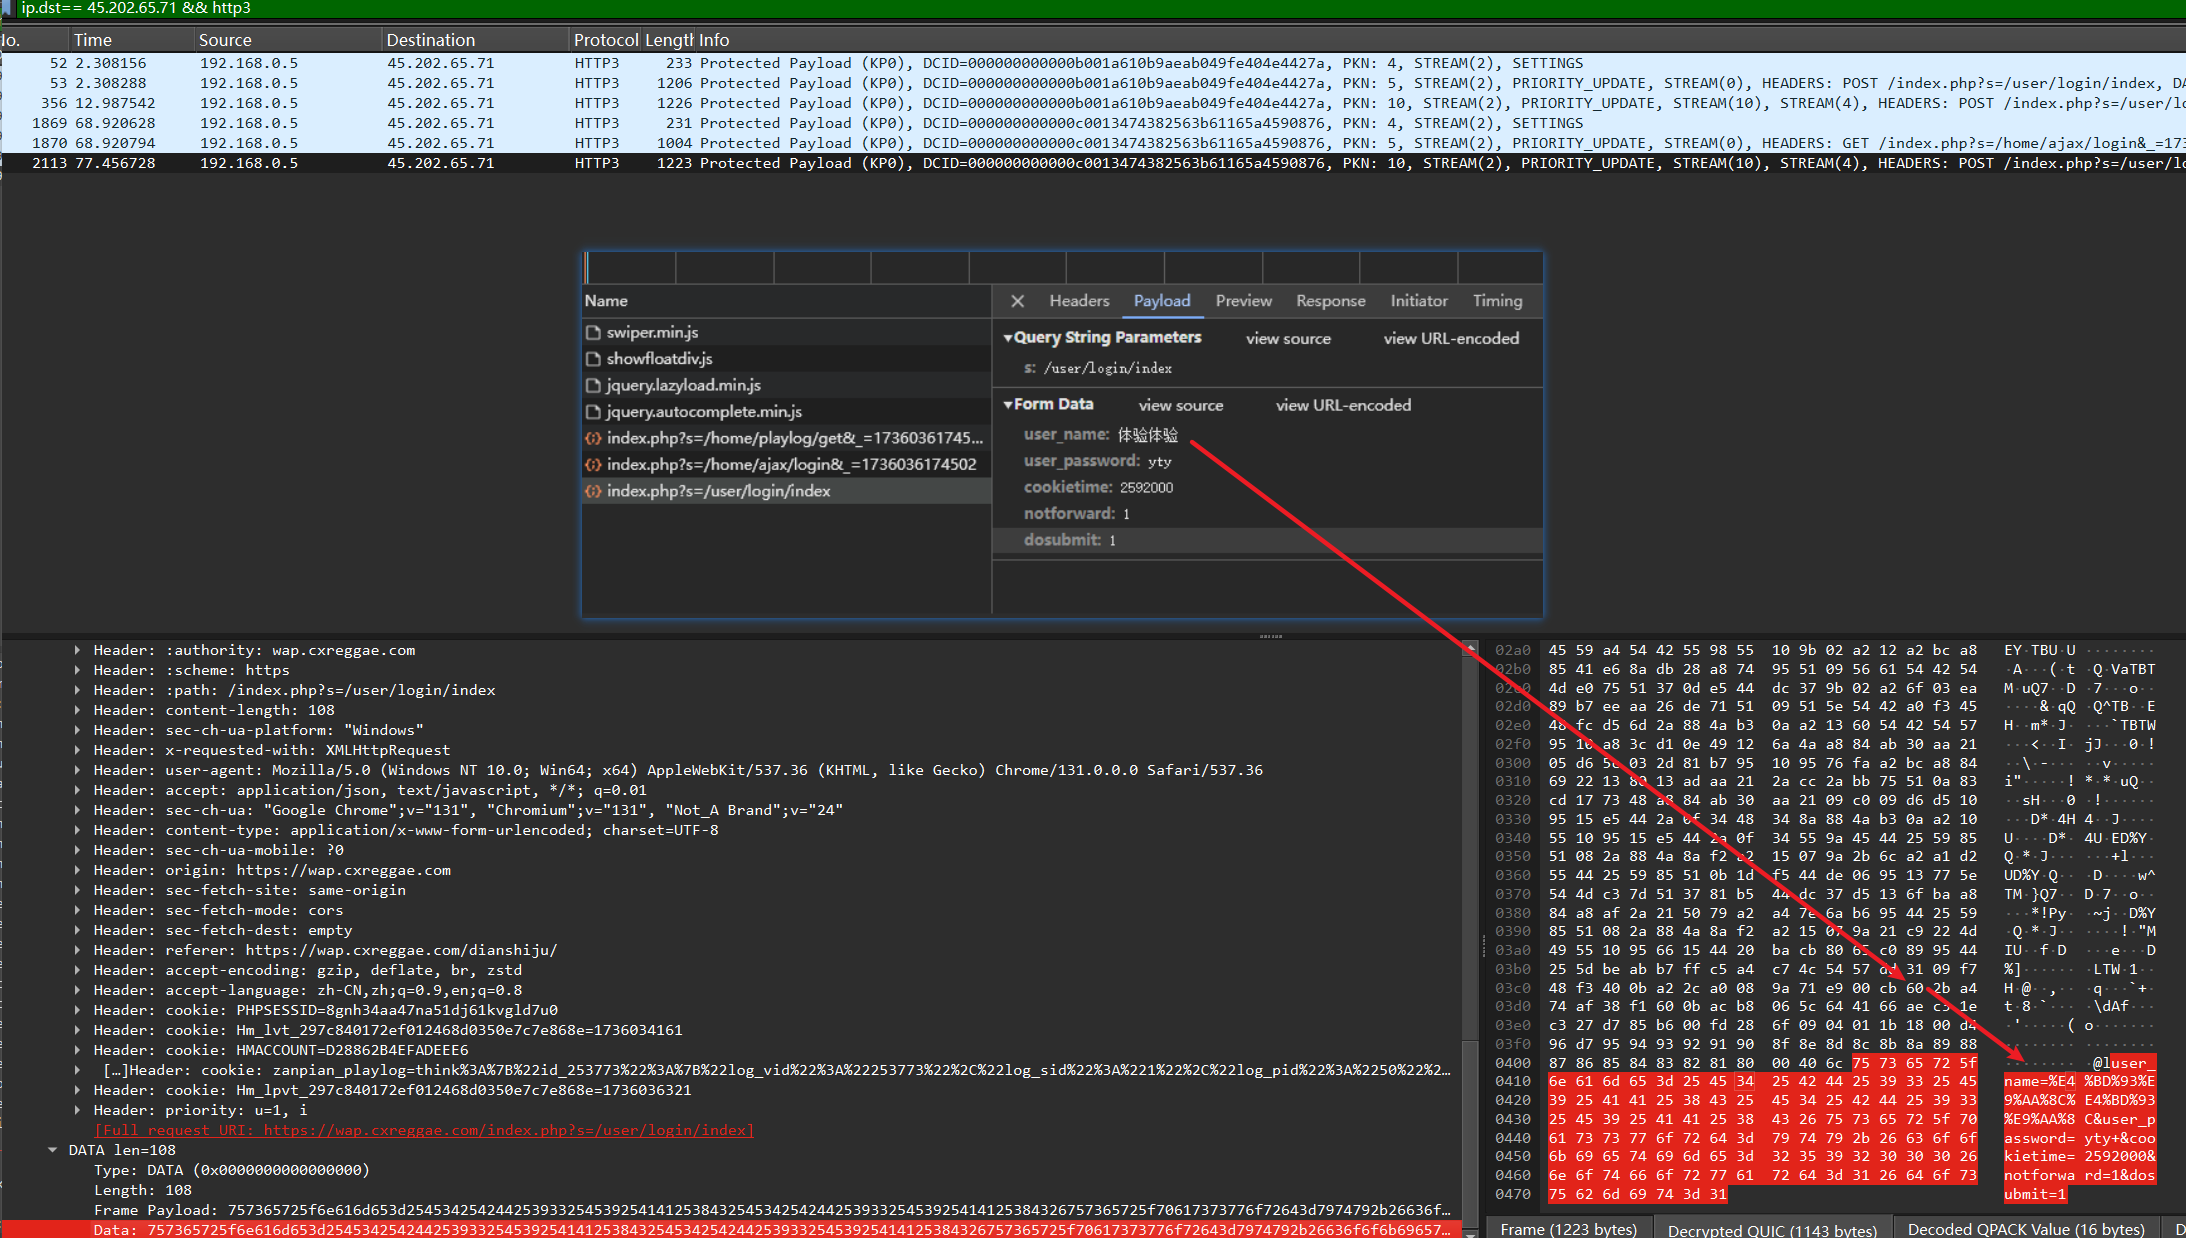 ip.dst== 45.202.65.71 && http3
No. Time Source Destination Protocol Length Info
52 2.308156 192.168.0.5 45.202.65.71 HTTP3 233 Protected Payload (KP0), DCID=000000000000b001a610b9aeab049fe404e4427a, PKN: 4, STREAM(2), SETTINGS
53 2.308288 192.168.0.5 45.202.65.71 HTTP3 1206 Protected Payload (KP0), DCID=000000000000b001a610b9aeab049fe404e4427a, PKN: 5, STREAM(2), PRIORITY_UPDATE, STREAM(0), HEADERS: POST /index.php?s=/user/login/index, DA
356 12.987542 192.168.0.5 45.202.65.71 HTTP3 1226 Protected Payload (KP0), DCID=000000000000b001a610b9aeab049fe404e4427a, PKN: 10, STREAM(2), PRIORITY_UPDATE, STREAM(10), STREAM(4), HEADERS: POST /index.php?s=/user/lo
1869 68.920628 192.168.0.5 45.202.65.71 HTTP3 231 Protected Payload (KP0), DCID=000000000000c0013474382563b61165a4590876, PKN: 4, STREAM(2), SETTINGS
1870 68.920794 192.168.0.5 45.202.65.71 HTTP3 1004 Protected Payload (KP0), DCID=000000000000c0013474382563b61165a4590876, PKN: 5, STREAM(2), PRIORITY_UPDATE, STREAM(0), HEADERS: GET /index.php?s=/home/ajax/login&_=173
2113 77.456728 192.168.0.5 45.202.65.71 HTTP3 1223 Protected Payload (KP0), DCID=000000000000c0013474382563b61165a4590876, PKN: 10, STREAM(2), PRIORITY_UPDATE, STREAM(10), STREAM(4), HEADERS: POST /index.php?s=/user/lo
Name
swiper.min.js
showfloatdiv.js
jquery.lazyload.min.js
jquery.autocomplete.min.js
index.php?s=/home/playlog/get&_=17360361745...
index.php?s=/home/ajax/login&_=1736036174502
index.php?s=/user/login/index
Headers Payload Preview Response Initiator Timing
Query String Parameters view source view URL-encoded
s: /user/login/index
Form Data view source view URL-encoded
user_name: 体验体验
user_password: yty
cookietime: 2592000
notforward: 1
dosubmit: 1
Header: :authority: wap.cxreggae.com
Header: :scheme: https
Header: :path: /index.php?s=/user/login/index
Header: content-length: 108
Header: sec-ch-ua-platform: "Windows"
Header: x-requested-with: XMLHttpRequest
Header: user-agent: Mozilla/5.0 (Windows NT 10.0; Win64; x64) AppleWebKit/537.36 (KHTML, like Gecko) Chrome/131.0.0.0 Safari/537.36
Header: accept: application/json, text/javascript, */*; q=0.01
Header: sec-ch-ua: "Google Chrome";v="131", "Chromium";v="131", "Not_A Brand";v="24"
Header: content-type: application/x-www-form-urlencoded; charset=UTF-8
Header: sec-ch-ua-mobile: ?0
Header: origin: https://wap.cxreggae.com
Header: sec-fetch-site: same-origin
Header: sec-fetch-mode: cors
Header: sec-fetch-dest: empty
Header: referer: https://wap.cxreggae.com/dianshiju/
Header: accept-encoding: gzip, deflate, br, zstd
Header: accept-language: zh-CN,zh;q=0.9,en;q=0.8
Header: cookie: PHPSESSID=8gnh34aa47na51dj61kvgld7u0
Header: cookie: Hm_lvt_297c840172ef012468d0350e7c7e868e=1736034161
Header: cookie: HMACCOUNT=D28862B4EFADEEE6
[…]Header: cookie: zanpian_playlog=think%3A%7B%22id_253773%22%3A%7B%22log_vid%22%3A%22253773%22%2C%22log_sid%22%3A%221%22%2C%22log_pid%22%3A%2250%22%2…
Header: cookie: Hm_lpvt_297c840172ef012468d0350e7c7e868e=1736036321
Header: priority: u=1, i
[Full request URI: https://wap.cxreggae.com/index.php?s=/user/login/index]
DATA len=108
Type: DATA (0x0000000000000000)
Length: 108
Frame Payload: 757365725f6e616d653d25453425424425393325453925414125384325453425424425393325453925414125384326757365725f70617373776f72643d7974792b26636f…
Data: 757365725f6e616d653d25453425424425393325453925414125384325453425424425393325453925414125384326757365725f70617373776f72643d7974792b26636f6f6b69657…
02a0 45 59 a4 54 42 55 98 55 10 9b 02 a2 12 a2 bc a8
02b0 85 41 e6 8a db 28 a8 74 95 51 09 56 61 54 42 54
4d e0 75 51 37 0d e5 44 dc 37 9b 02 a2 6f 03 ea
02d0 89 b7 ee aa 26 de 71 51 09 51 5e 54 42 a0 f3 45
02e0 48 fc d5 6d 2a 88 4a b3 0a a2 13 60 54 42 54 57
02f0 95 10 a8 3c d1 0e 49 12 6a 4a a8 84 ab 30 aa 21
0300 05 d6 5c 03 2d 81 b7 95 10 95 76 fa a2 bc a8 84
0310 69 22 13 80 13 ad aa 21 2a cc 2a bb 75 51 0a 83
0320 cd 17 73 48 a8 84 ab 30 aa 21 09 c0 09 d6 d5 10
0330 95 15 e5 44 2a 0f 34 48 34 8a 88 4a b3 0a a2 10
0340 55 10 95 15 e5 44 2a 0f 34 55 9a 45 44 25 59 85
0350 51 08 2a 88 4a 8a f2 a2 15 07 9a 2b 6c a2 a1 d2
0360 55 44 25 59 85 51 0b 1d f5 44 de 06 95 13 77 5e
0370 54 4d c3 7d 51 37 81 b5 44 dc 37 d5 13 6f ba a8
0380 84 a8 af 2a 21 50 79 a2 a4 7e 6a b6 95 44 25 59
0390 85 51 08 2a 88 4a 8a f2 a2 15 07 9a 21 c9 22 4d
03a0 49 55 10 95 66 15 44 20 ba cb 80 65 c0 89 95 44
03b0 25 5d be ab b7 ff c5 a4 c7 4c 54 57 dd 31 09 f7
03c0 48 f3 40 0b a2 2c a0 08 9a 71 e9 00 cb 60 2b a4
03d0 74 af 38 f1 60 0b ac b8 06 5c 64 41 66 ae c3 1e
03e0 c3 27 d7 85 b6 00 fd 28 6f 09 04 01 1b 18 00 d4
03f0 96 d7 95 94 93 92 91 90 8f 8e 8d 8c 8b 8a 89 88
0400 87 86 85 84 83 82 81 80 00 40 6c 75 73 65 72 5f @luser_
0410 6e 61 6d 65 3d 25 45 34 25 42 44 25 39 33 25 45 name=%E4 %BD%93%E
0420 39 25 41 41 25 38 43 25 45 34 25 42 44 25 39 33 9%AA%8C% E4%BD%93
0430 25 45 39 25 41 41 25 38 43 26 75 73 65 72 5f 70 %E9%AA%8 C&user_p
0440 61 73 73 77 6f 72 64 3d 79 74 79 2b 26 63 6f 6f assword= yty+&coo
0450 6b 69 65 74 69 6d 65 3d 32 35 39 32 30 30 30 26 kietime= 2592000&
0460 6e 6f 74 66 6f 72 77 61 72 64 3d 31 26 64 6f 73 notforwa rd=1&dos
0470 75 62 6d 69 74 3d 31 ubmit=1
Frame (1223 bytes) Decrypted QUIC (1143 bytes) Decoded QPACK Value (16 bytes)